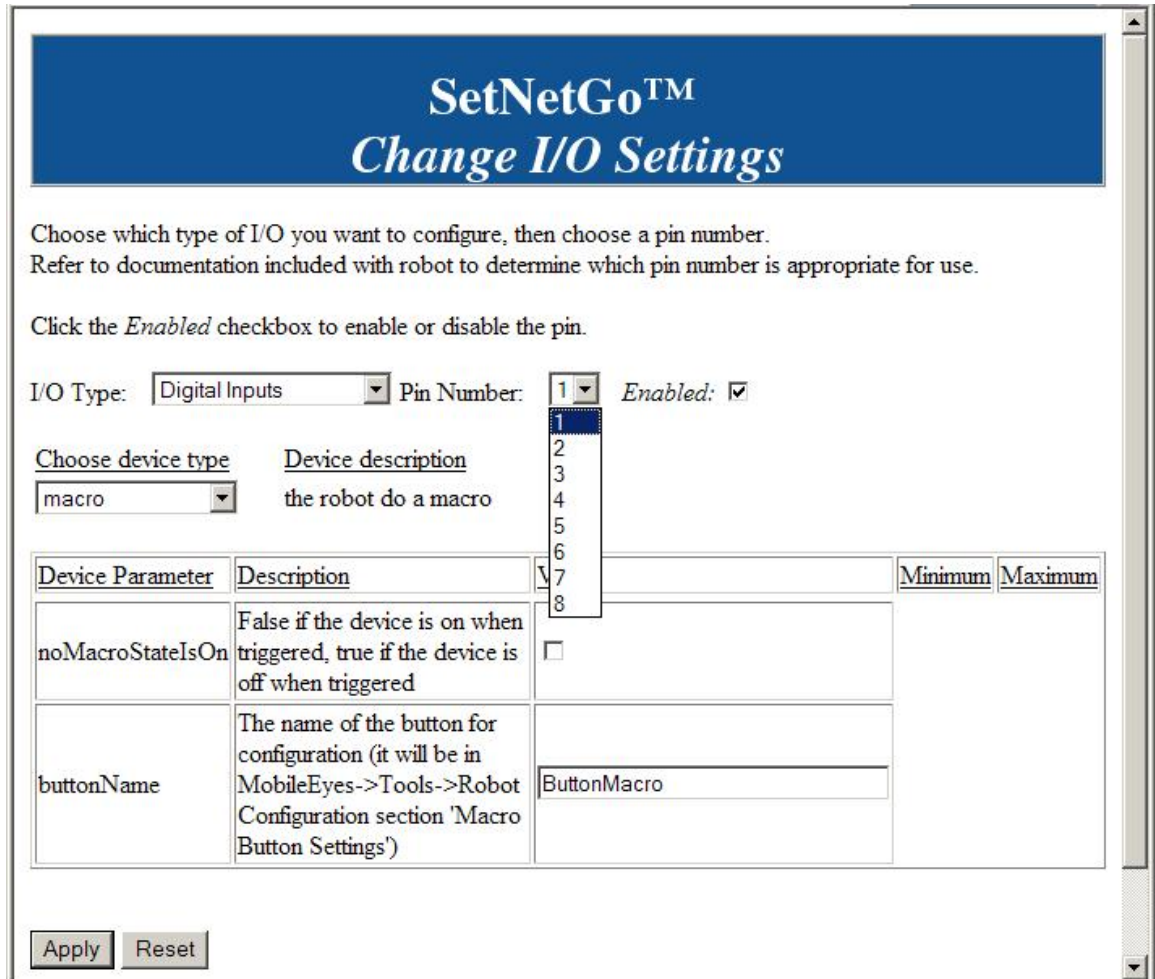 SetNetGo™
Change I/O Settings
Choose which type of I/O you want to configure, then choose a pin number.
Refer to documentation included with robot to determine which pin number is appropriate for use.
Click the Enabled checkbox to enable or disable the pin.
I/O Type: Digital Inputs Pin Number: 1 Enabled:
1
2
3
4
5
6
7
8
Choose device type Device description
macro the robot do a macro
Device Parameter Description Minimum Maximum
noMacroStateIsOn
False if the device is on when
triggered, true if the device is
off when triggered
buttonName
The name of the button for
configuration (it will be in
MobileEyes->Tools->Robot
Configuration section 'Macro
Button Settings')
ButtonMacro
Apply Reset